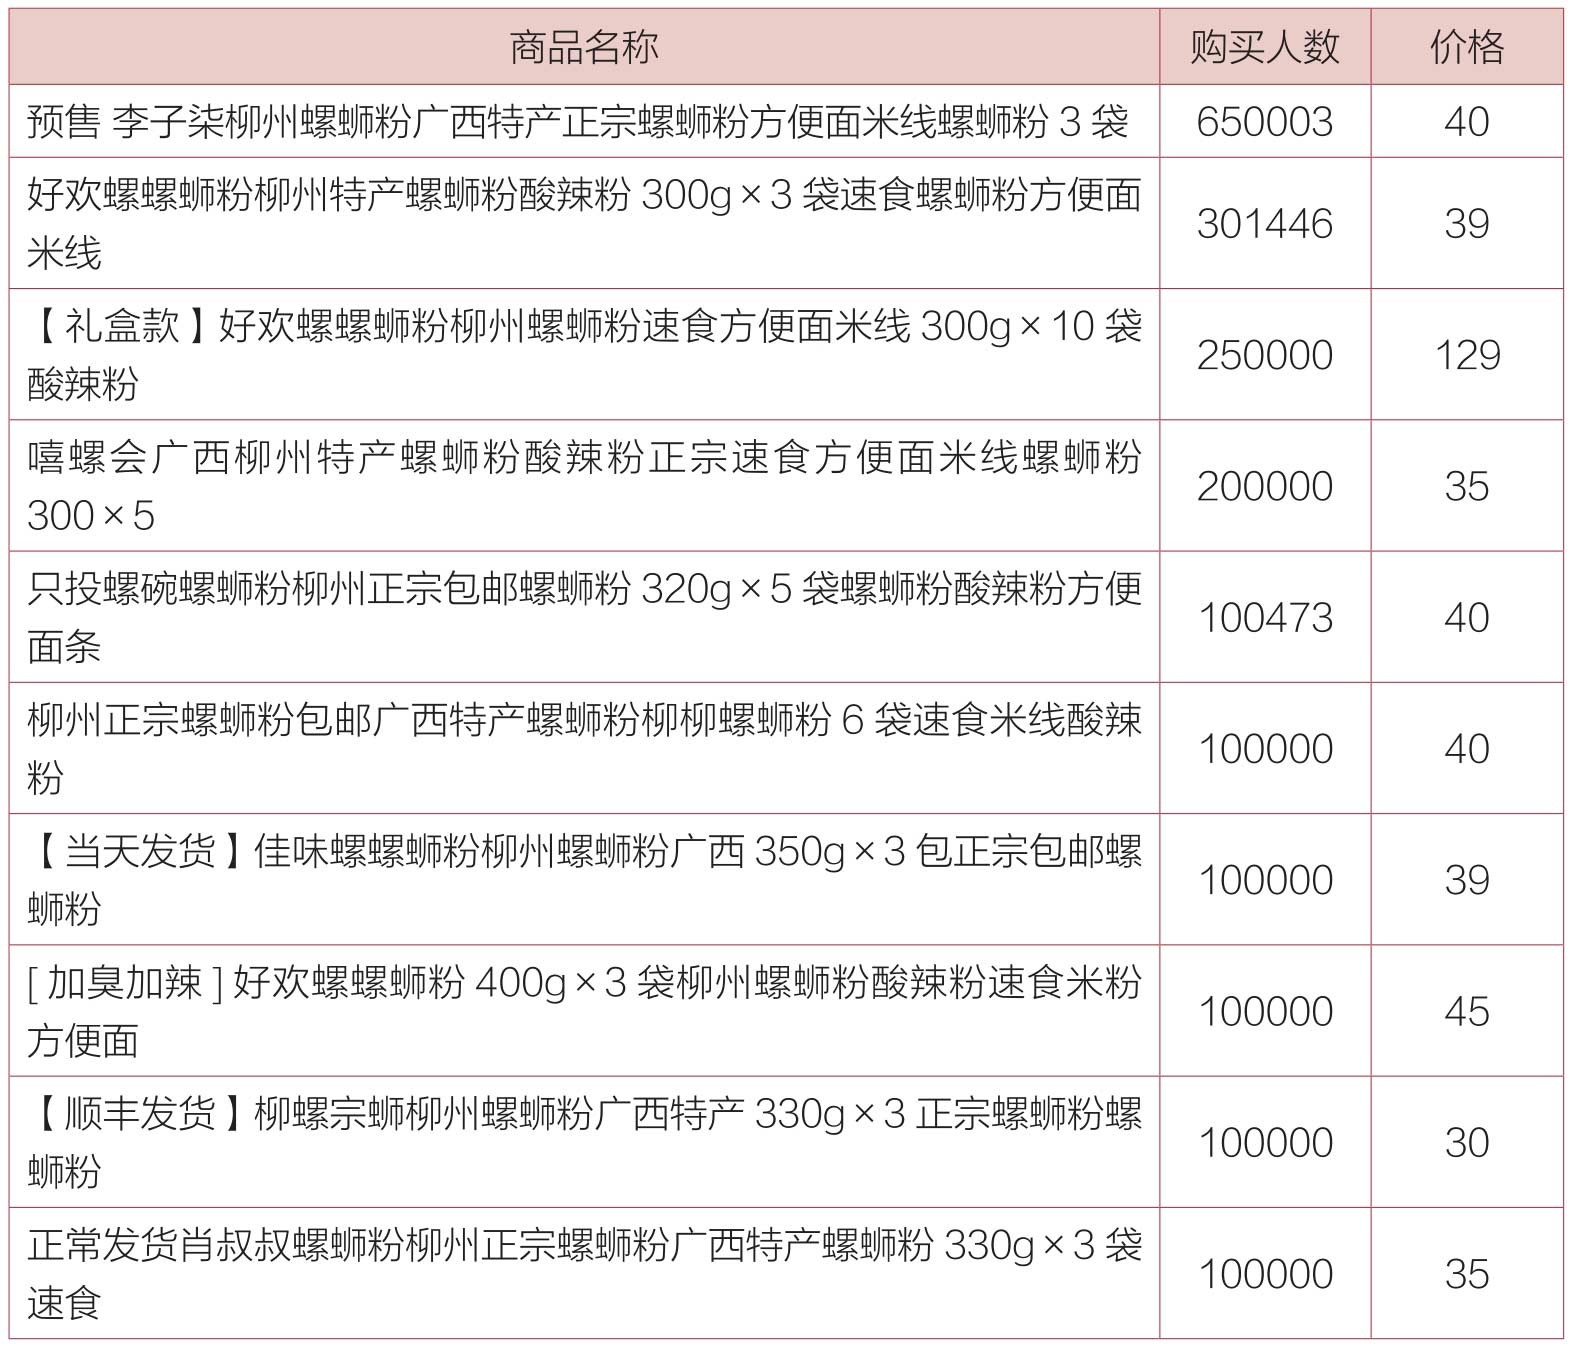 商品名称 购买人数 价格
预售 李子柒柳州螺蛳粉广西特产正宗螺蛳粉方便面米线螺蛳粉 3 袋 650003 40
好欢螺螺蛳粉柳州特产螺蛳粉酸辣粉 300g×3 袋速食螺蛳粉方便面
米线
301446 39
【礼盒款】好欢螺螺蛳粉柳州螺蛳粉速食方便面米线 300g×10 袋
酸辣粉
250000 129
嘻螺会广西柳州特产螺蛳粉酸辣粉正宗速食方便面米线螺蛳粉
300×5
200000 35
只投螺碗螺蛳粉柳州正宗包邮螺蛳粉 320g×5 袋螺蛳粉酸辣粉方便
面条
100473 40
柳州正宗螺蛳粉包邮广西特产螺蛳粉柳柳螺蛳粉 6 袋速食米线酸辣
粉
100000 40
【当天发货】佳味螺螺蛳粉柳州螺蛳粉广西 350g×3 包正宗包邮螺
蛳粉
100000 39
[ 加臭加辣 ] 好欢螺螺蛳粉 400g×3 袋柳州螺蛳粉酸辣粉速食米粉
方便面
100000 45
【顺丰发货】柳螺宗蛳柳州螺蛳粉广西特产 330g×3 正宗螺蛳粉螺
蛳粉
100000 30
正常发货肖叔叔螺蛳粉柳州正宗螺蛳粉广西特产螺蛳粉 330g×3 袋
速食
100000 35